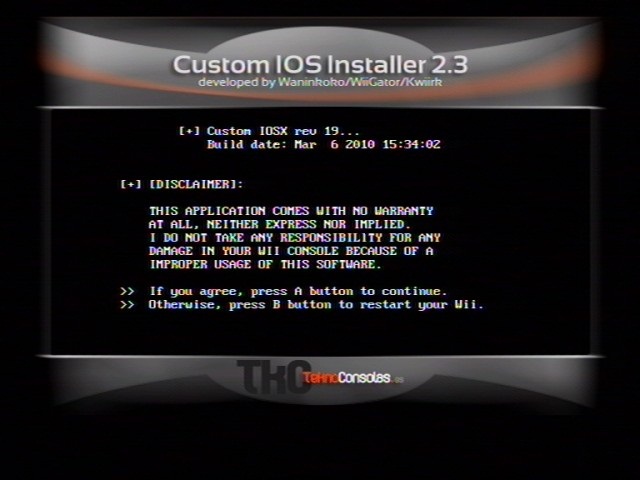 Custom IOS Installer 2.3
developed by Waninkoko/WiiGator/Kwiirk
[+] Custom IOSX rev 19...
Build date: Mar 6 2010 15:34:02
[+] [DISCLAIMER]:
THIS APPLICATION COMES WITH NO WARRANTY
AT ALL, NEITHER EXPRESS NOR IMPLIED.
I DO NOT TAKE ANY RESPONSIBILITY FOR ANY
DAMAGE IN YOUR WII CONSOLE BECAUSE OF A
IMPROPER USAGE OF THIS SOFTWARE.
>> If you agree, press A button to continue.
>> Otherwise, press B button to restart your Wii.
TKC TeknoConsolas.es